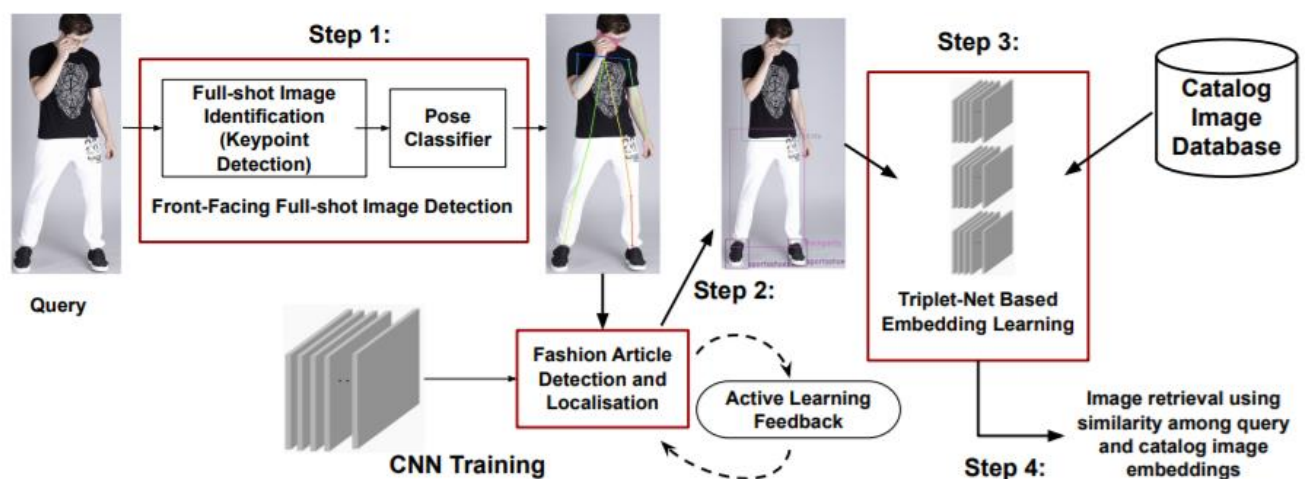 Step 1:
Full-shot Image
Identification
(Keypoint
Detection)
Pose
Classifier
Front-Facing Full-shot Image Detection
Query
Step 2:
Fashion Article
Detection and
Localisation
Active Learning
Feedback
CNN Training
Step 3:
Triplet-Net Based
Embedding Learning
Catalog
Image
Database
Step 4:
Image retrieval using
similarity among query
and catalog image
embeddings